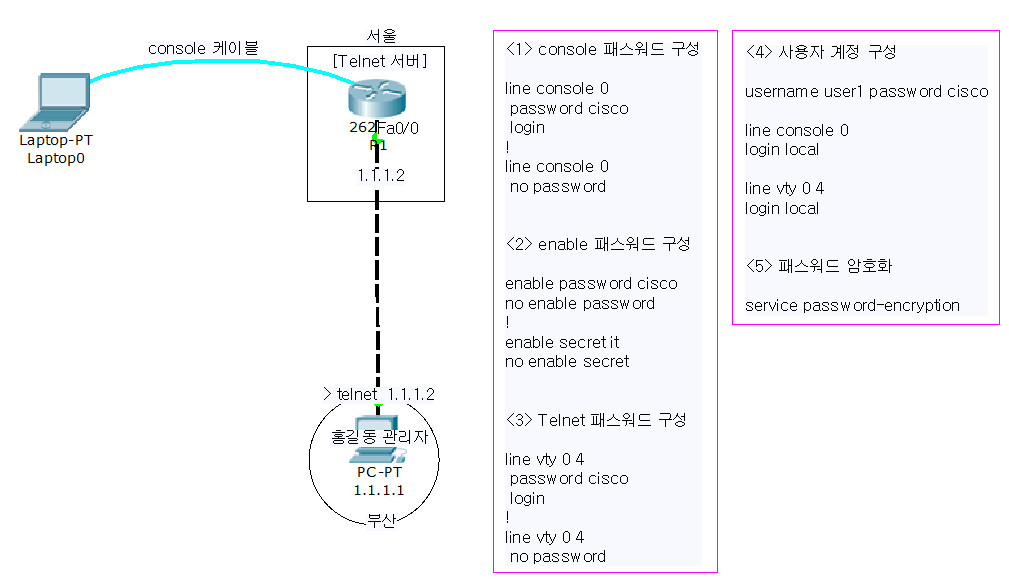 console 케이블
서울
[Telnet 서버]
Laptop-PT
Laptop0
Fa0/0
R1
1.1.1.2
> telnet 1.1.1.2
홍길동 관리자
PC-PT
1.1.1.1
부산
<1> console 패스워드 구성
line console 0
password cisco
login
!
line console 0
no password
<2> enable 패스워드 구성
enable password cisco
no enable password
!
enable secret it
no enable secret
<3> Telnet 패스워드 구성
line vty 0 4
password cisco
login
!
line vty 0 4
no password
<4> 사용자 계정 구성
username user1 password cisco
line console 0
login local
line vty 0 4
login local
<5> 패스워드 암호화
service password-encryption